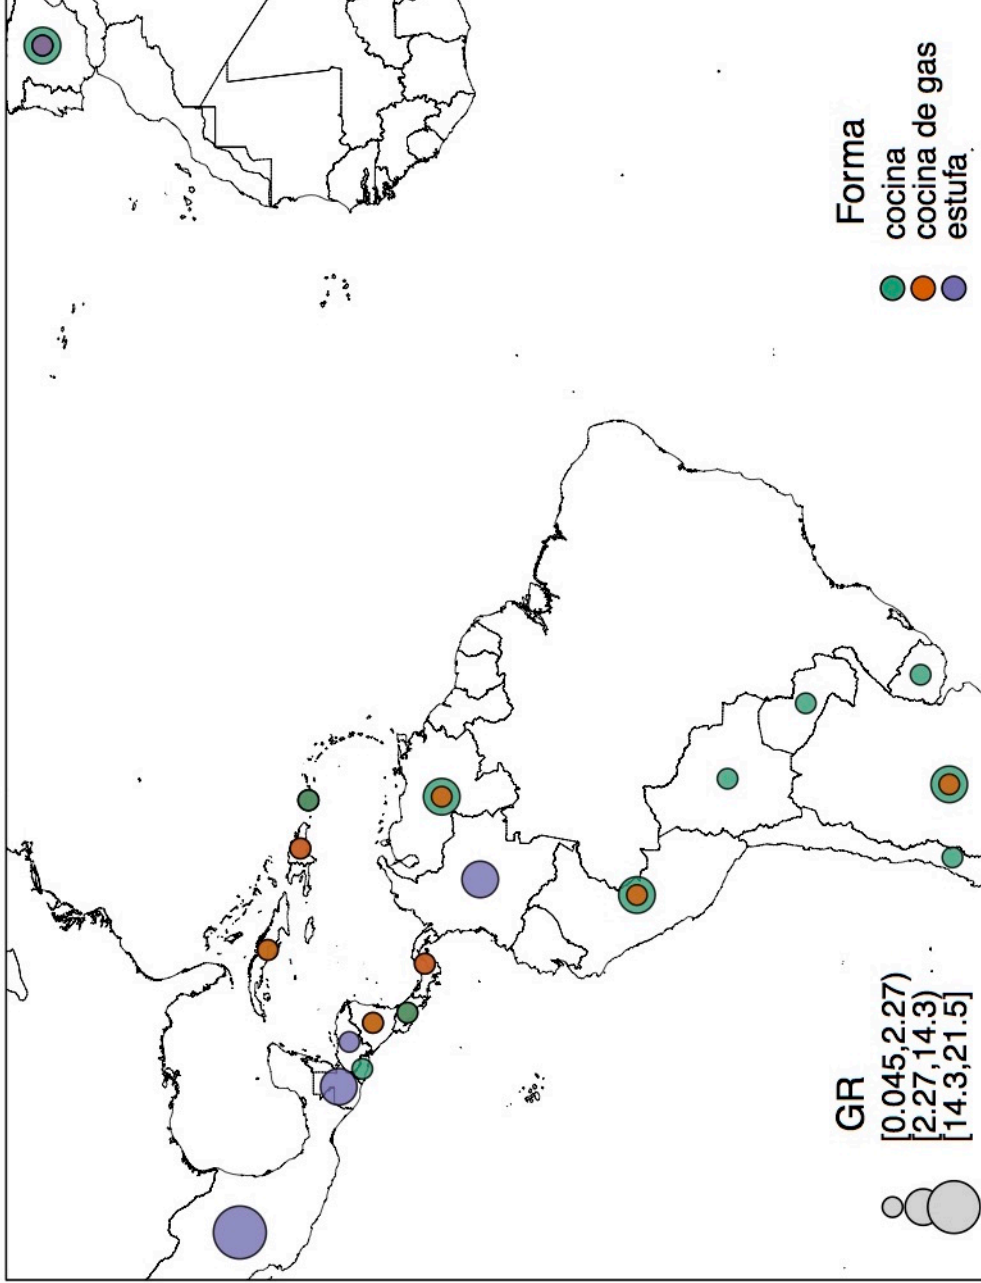 Forma
cocina
cocina de gas
estufa
GR
[0.045,2.27)
[2.27,14.3)
[14.3,21.5]